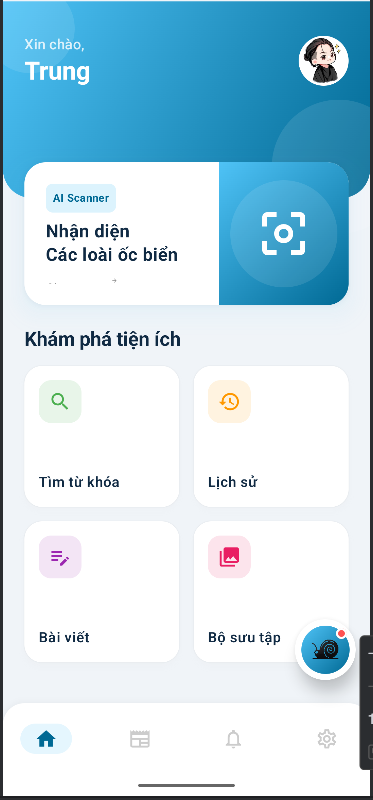 Xin chào,
Trung
AI Scanner
Nhận diện
Các loài ốc biển
Khám phá tiện ích
Tìm từ khóa
Lịch sử
Bài viết
Bộ sưu tập